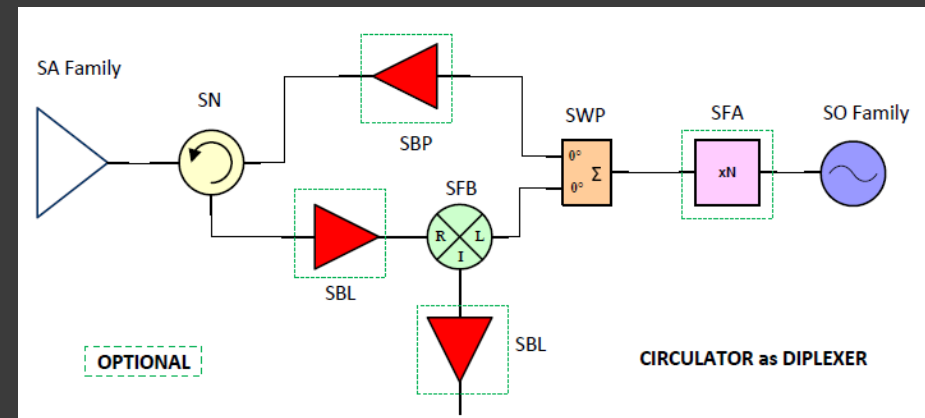 SA Family
SN
SBP
SWP
SFA
SO Family
0°
0°
Σ
xN
SFB
R
L
I
SBL
SBL
OPTIONAL
CIRCULATOR as DIPLEXER